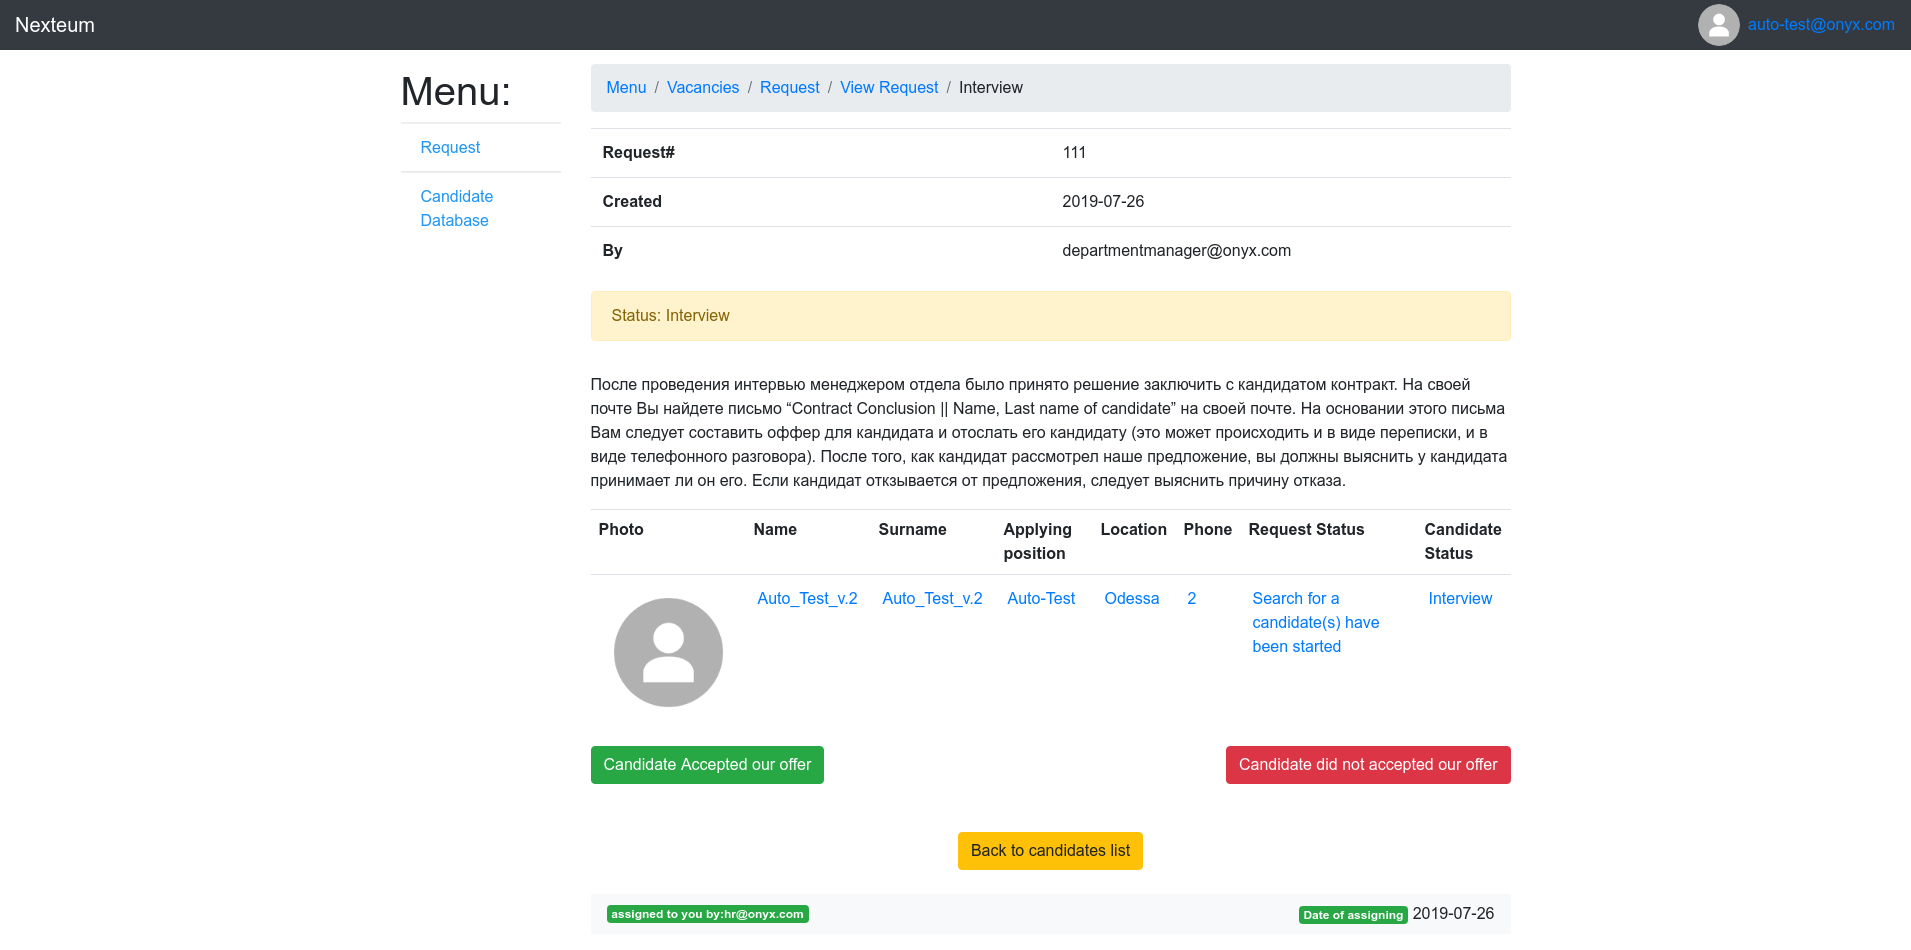 Nexteum
auto-test@onyx.com
Menu:
Request
Candidate
Database
Menu / Vacancies / Request / View Request / Interview
Request# 111
Created 2019-07-26
By departmentmanager@onyx.com
Status: Interview
После проведения интервью менеджером отдела было принято решение заключить с кандидатом контракт. На своей
почте Вы найдете письмо “Contract Conclusion || Name, Last name of candidate” на своей почте. На основании этого письма
Вам следует составить оффер для кандидата и отослать его кандидату (это может происходить и в виде переписки, и в
виде телефонного разговора). После того, как кандидат рассмотрел наше предложение, вы должны выяснить у кандидата
принимает ли он его. Если кандидат откзывается от предложения, следует выяснить причину отказа.
Photo Name Surname Applying position Location Phone Request Status Candidate Status
Auto_Test_v.2 Auto_Test_v.2 Auto-Test Odessa 2 Search for a candidate(s) have been started Interview
Candidate Accepted our offer
Candidate did not accepted our offer
Back to candidates list
assigned to you by:hr@onyx.com
Date of assigning 2019-07-26